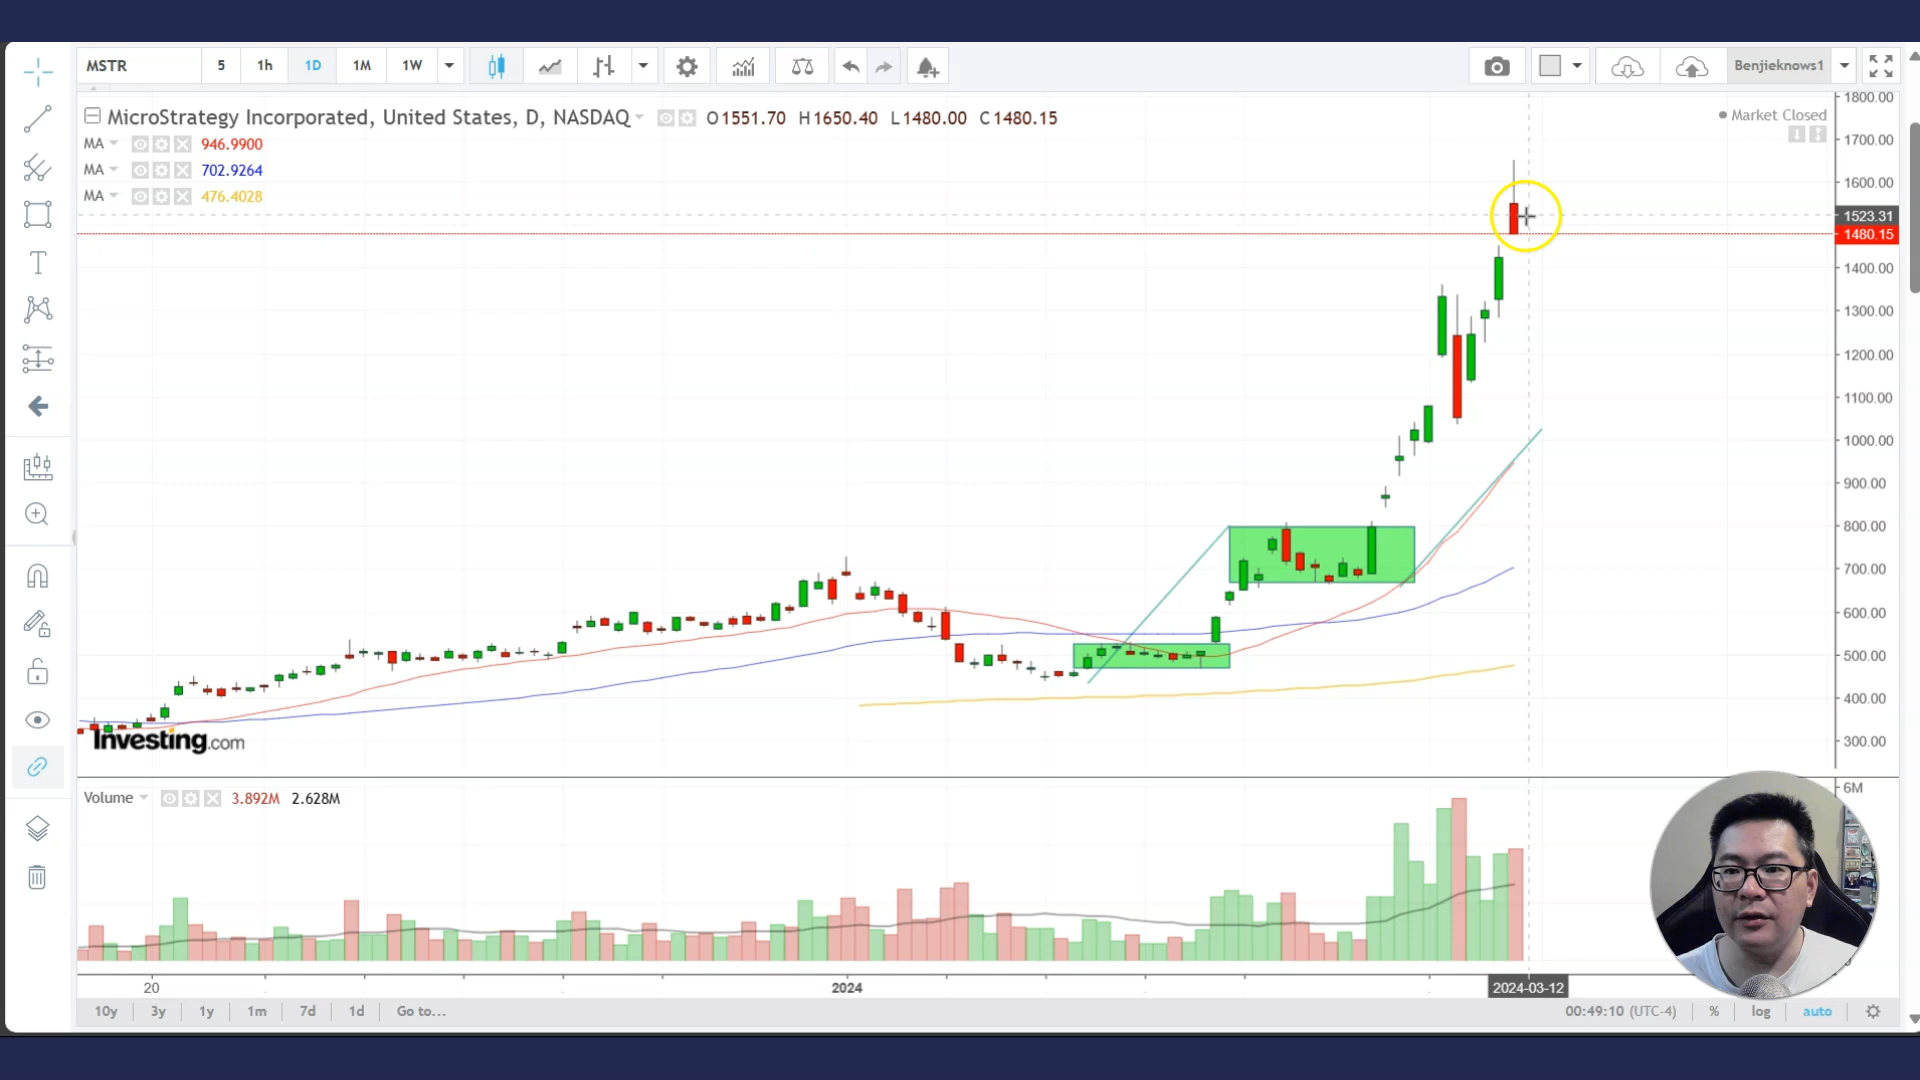 MSTR 5 1h 1D 1M 1W Benjieknows1
MicroStrategy Incorporated, United States, D, NASDAQ O1551.70 H1650.40 L1480.00 C1480.15
Market Closed
MA 946.9900
MA 702.9264
MA 476.4028
1800.00
1700.00
1600.00
1523.31
1480.15
1400.00
1300.00
1200.00
1100.00
1000.00
900.00
800.00
700.00
600.00
500.00
400.00
300.00
Investing.com
Volume 3.892M 2.628M
6M
20 2024 2024-03-12
10y 3y 1y 1m 7d 1d Go to... 00:49:10 (UTC-4) % log auto